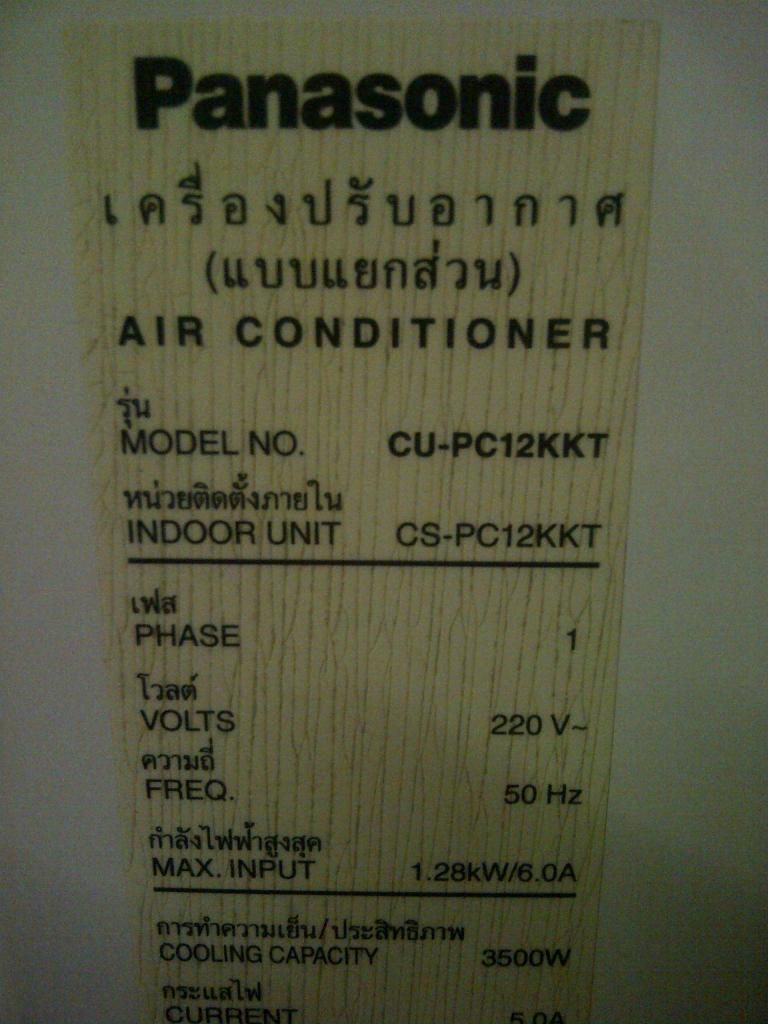 Panasonic
เครื่องปรับอากาศ
(แบบแยกส่วน)
AIR CONDITIONER
รุ่น
MODEL NO. CU-PC12KKT
หน่วยติดตั้งภายใน
INDOOR UNIT CS-PC12KKT
เฟส
PHASE 1
โวลต์
VOLTS 220 V~
ความถี่
FREQ. 50 Hz
กำลังไฟฟ้าสูงสุด
MAX. INPUT 1.28kW/6.0A
การทำความเย็น/ประสิทธิภาพ
COOLING CAPACITY 3500W
กระแสไฟ
CURRENT 5.0A